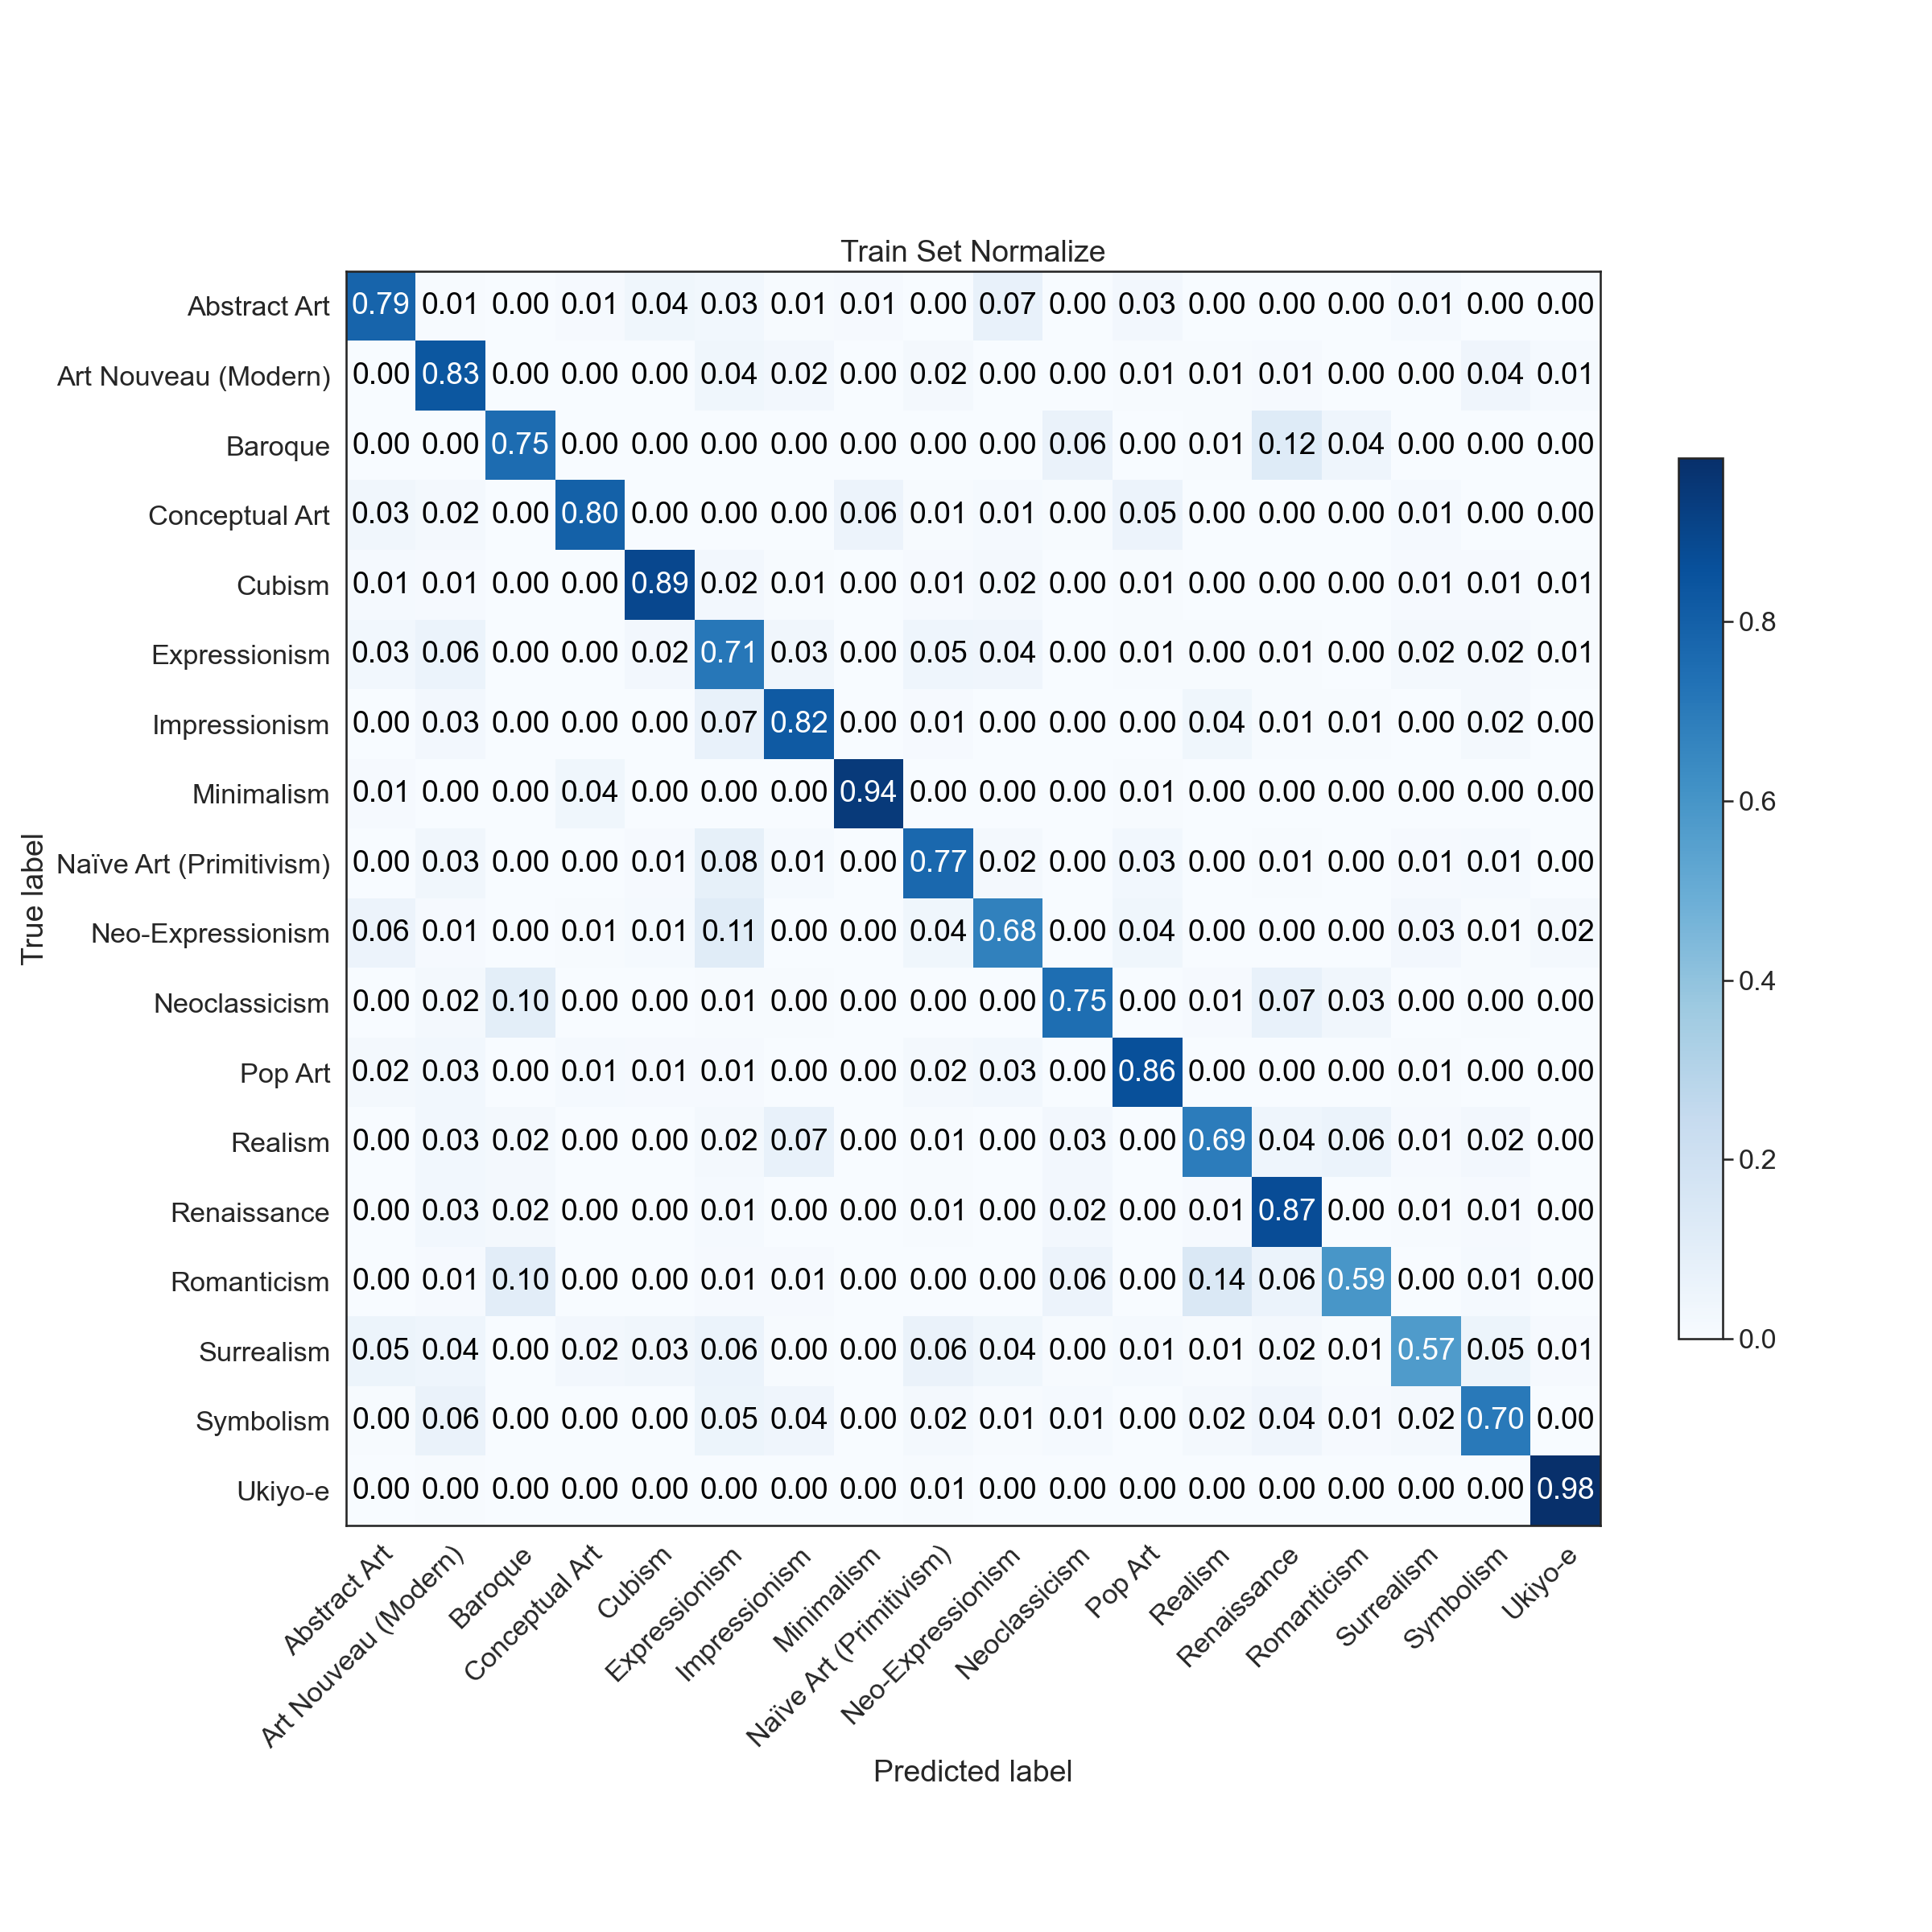 Train Set Normalize
Abstract Art 0.79 0.01 0.00 0.01 0.04 0.03 0.01 0.01 0.00 0.07 0.00 0.03 0.00 0.00 0.00 0.01 0.00 0.00
Art Nouveau (Modern) 0.00 0.83 0.00 0.00 0.00 0.04 0.02 0.00 0.02 0.00 0.00 0.01 0.01 0.01 0.00 0.00 0.04 0.01
Baroque 0.00 0.00 0.75 0.00 0.00 0.00 0.00 0.00 0.00 0.00 0.06 0.00 0.01 0.12 0.04 0.00 0.00 0.00
Conceptual Art 0.03 0.02 0.00 0.80 0.00 0.00 0.00 0.06 0.01 0.01 0.00 0.05 0.00 0.00 0.00 0.01 0.00 0.00
Cubism 0.01 0.01 0.00 0.00 0.89 0.02 0.01 0.00 0.01 0.02 0.00 0.01 0.00 0.00 0.00 0.01 0.01 0.01
Expressionism 0.03 0.06 0.00 0.00 0.02 0.71 0.03 0.00 0.05 0.04 0.00 0.01 0.00 0.01 0.00 0.02 0.02 0.01
Impressionism 0.00 0.03 0.00 0.00 0.00 0.07 0.82 0.00 0.01 0.00 0.00 0.00 0.04 0.01 0.01 0.00 0.02 0.00
Minimalism 0.01 0.00 0.00 0.04 0.00 0.00 0.00 0.94 0.00 0.00 0.00 0.01 0.00 0.00 0.00 0.00 0.00 0.00
Naïve Art (Primitivism) 0.00 0.03 0.00 0.00 0.01 0.08 0.01 0.00 0.77 0.02 0.00 0.03 0.00 0.01 0.00 0.01 0.01 0.00
Neo-Expressionism 0.06 0.01 0.00 0.01 0.01 0.11 0.00 0.00 0.04 0.68 0.00 0.04 0.00 0.00 0.00 0.03 0.01 0.02
Neoclassicism 0.00 0.02 0.10 0.00 0.00 0.01 0.00 0.00 0.00 0.00 0.75 0.00 0.01 0.07 0.03 0.00 0.00 0.00
Pop Art 0.02 0.03 0.00 0.01 0.01 0.01 0.00 0.00 0.02 0.03 0.00 0.86 0.00 0.00 0.00 0.01 0.00 0.00
Realism 0.00 0.03 0.02 0.00 0.00 0.02 0.07 0.00 0.01 0.00 0.03 0.00 0.69 0.04 0.06 0.01 0.02 0.00
Renaissance 0.00 0.03 0.02 0.00 0.00 0.01 0.00 0.00 0.01 0.00 0.02 0.00 0.01 0.87 0.00 0.01 0.01 0.00
Romanticism 0.00 0.01 0.10 0.00 0.00 0.01 0.01 0.00 0.00 0.00 0.06 0.00 0.14 0.06 0.59 0.00 0.01 0.00
Surrealism 0.05 0.04 0.00 0.02 0.03 0.06 0.00 0.00 0.06 0.04 0.00 0.01 0.01 0.02 0.01 0.57 0.05 0.01
Symbolism 0.00 0.06 0.00 0.00 0.00 0.05 0.04 0.00 0.02 0.01 0.01 0.00 0.02 0.04 0.01 0.02 0.70 0.00
Ukiyo-e 0.00 0.00 0.00 0.00 0.00 0.00 0.00 0.00 0.01 0.00 0.00 0.00 0.00 0.00 0.00 0.00 0.00 0.98
True label
Abstract Art
Art Nouveau (Modern)
Baroque
Conceptual Art
Cubism
Expressionism
Impressionism
Minimalism
Naïve Art (Primitivism)
Neo-Expressionism
Neoclassicism
Pop Art
Realism
Renaissance
Romanticism
Surrealism
Symbolism
Ukiyo-e
Predicted label
0.8
0.6
0.4
0.2
0.0